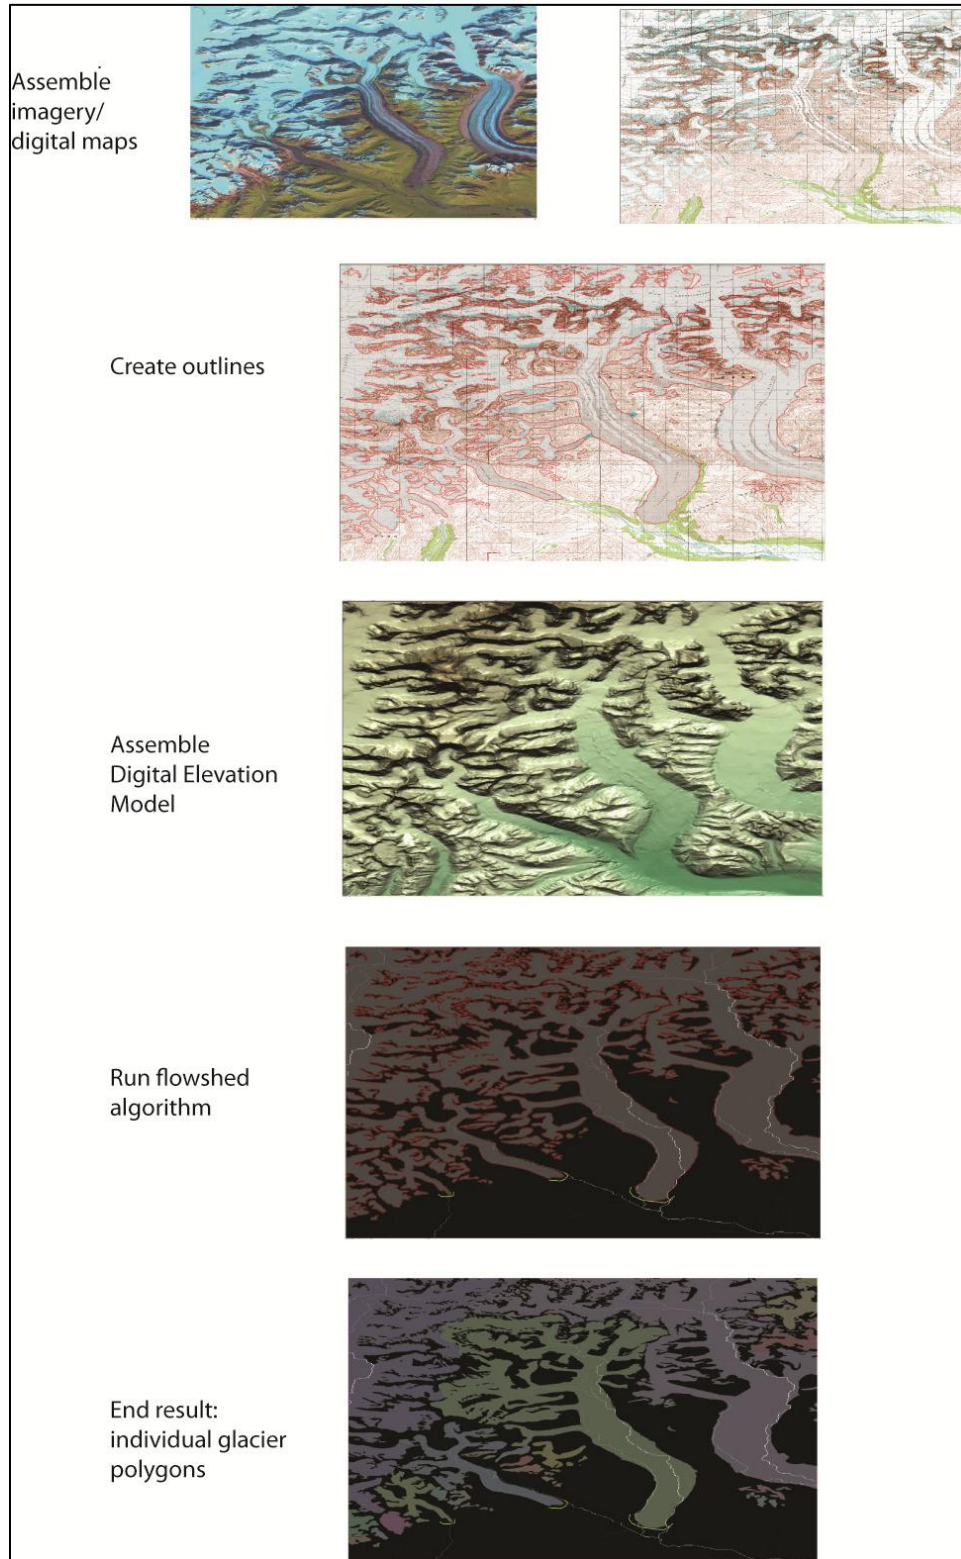 Assemble
imagery/
digital maps
Create outlines
Assemble
Digital Elevation
Model
Run flowshed
algorithm
End result:
individual glacier
polygons